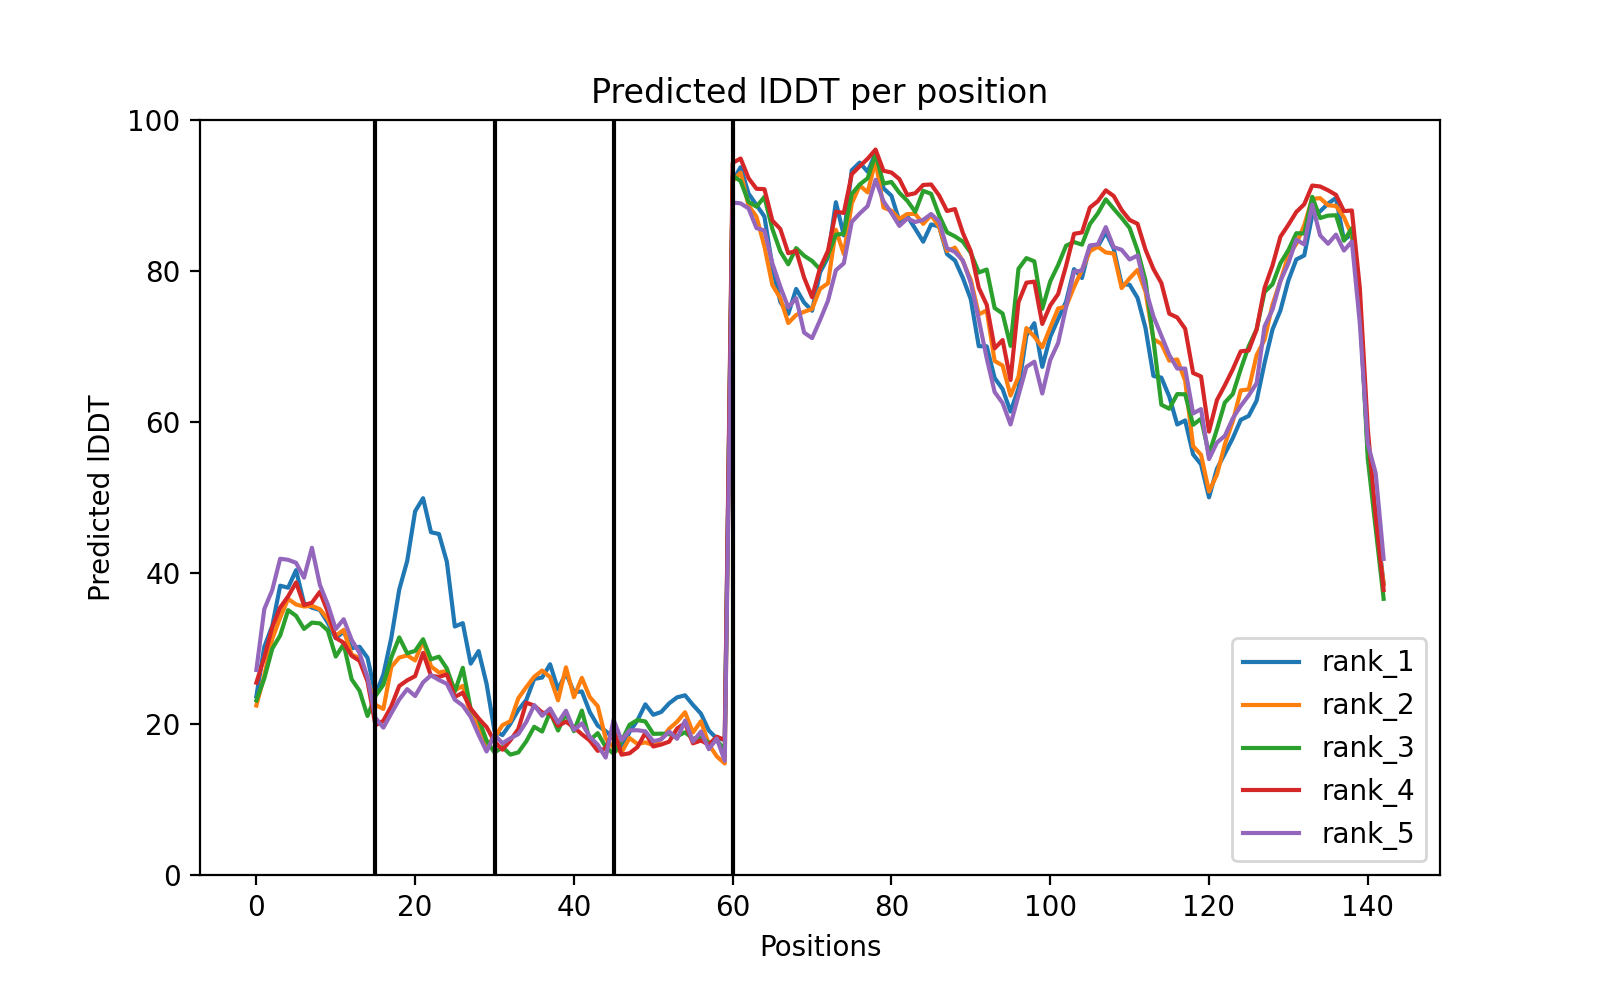 Predicted lDDT per position
Predicted lDDT
100
80
60
40
20
0
0 20 40 60 80 100 120 140
Positions
rank_1
rank_2
rank_3
rank_4
rank_5